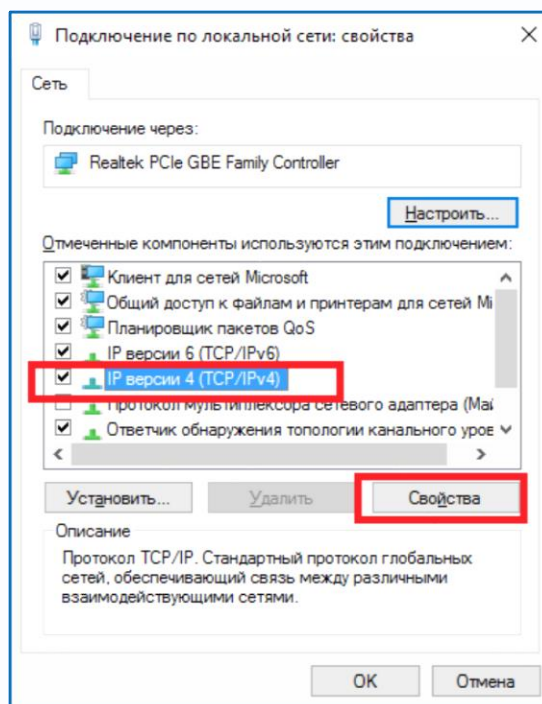 Подключение по локальной сети: свойства
Сеть
Подключение через:
Realtek PCIe GBE Family Controller
Настроить...
Отмеченные компоненты используются этим подключением:
Клиент для сетей Microsoft
Общий доступ к файлам и принтерам для сетей Mi
Планировщик пакетов QoS
IP версии 6 (TCP/IPv6)
IP версии 4 (TCP/IPv4)
Протокол мультиплексора сетевого адаптера (Май
Ответчик обнаружения топологии канального уров
Установить...
Удалить
Свойства
Описание
Протокол TCP/IP. Стандартный протокол глобальных
сетей, обеспечивающий связь между различными
взаимодействующими сетями.
OK
Отмена